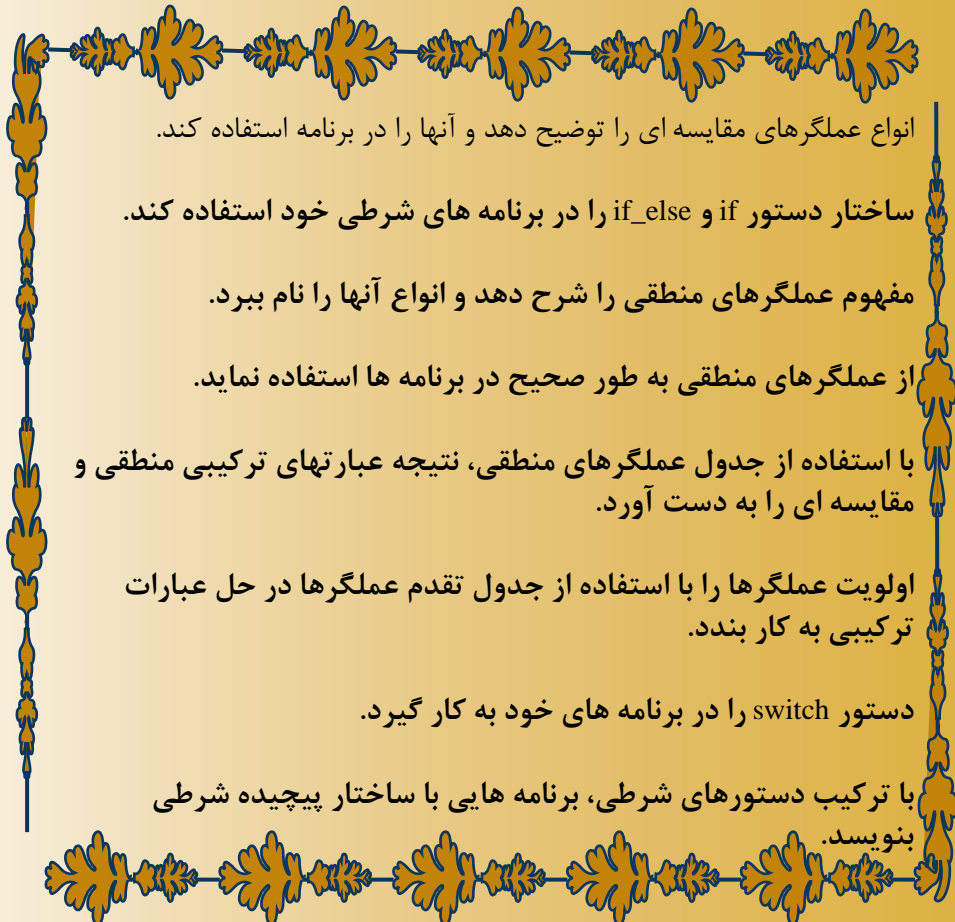 انواع عملگرهای مقایسه ای را توضیح دهد و آنها را در برنامه استفاده کند.
ساختار دستور if و if_else را در برنامه های شرطی خود استفاده کند.
مفهوم عملگرهای منطقی را شرح دهد و انواع آنها را نام ببرد.
از عملگرهای منطقی به طور صحیح در برنامه ها استفاده نماید.
با استفاده از جدول عملگرهای منطقی، نتیجه عبارتهای ترکیبی منطقی و
مقایسه ای را به دست آورد.
اولویت عملگرها را با استفاده از جدول تقدم عملگرها در حل عبارات
ترکیبی به کار بندد.
دستور switch را در برنامه های خود به کار گیرد.
با ترکیب دستورهای شرطی، برنامه هایی با ساختار پیچیده شرطی
بنویسد.